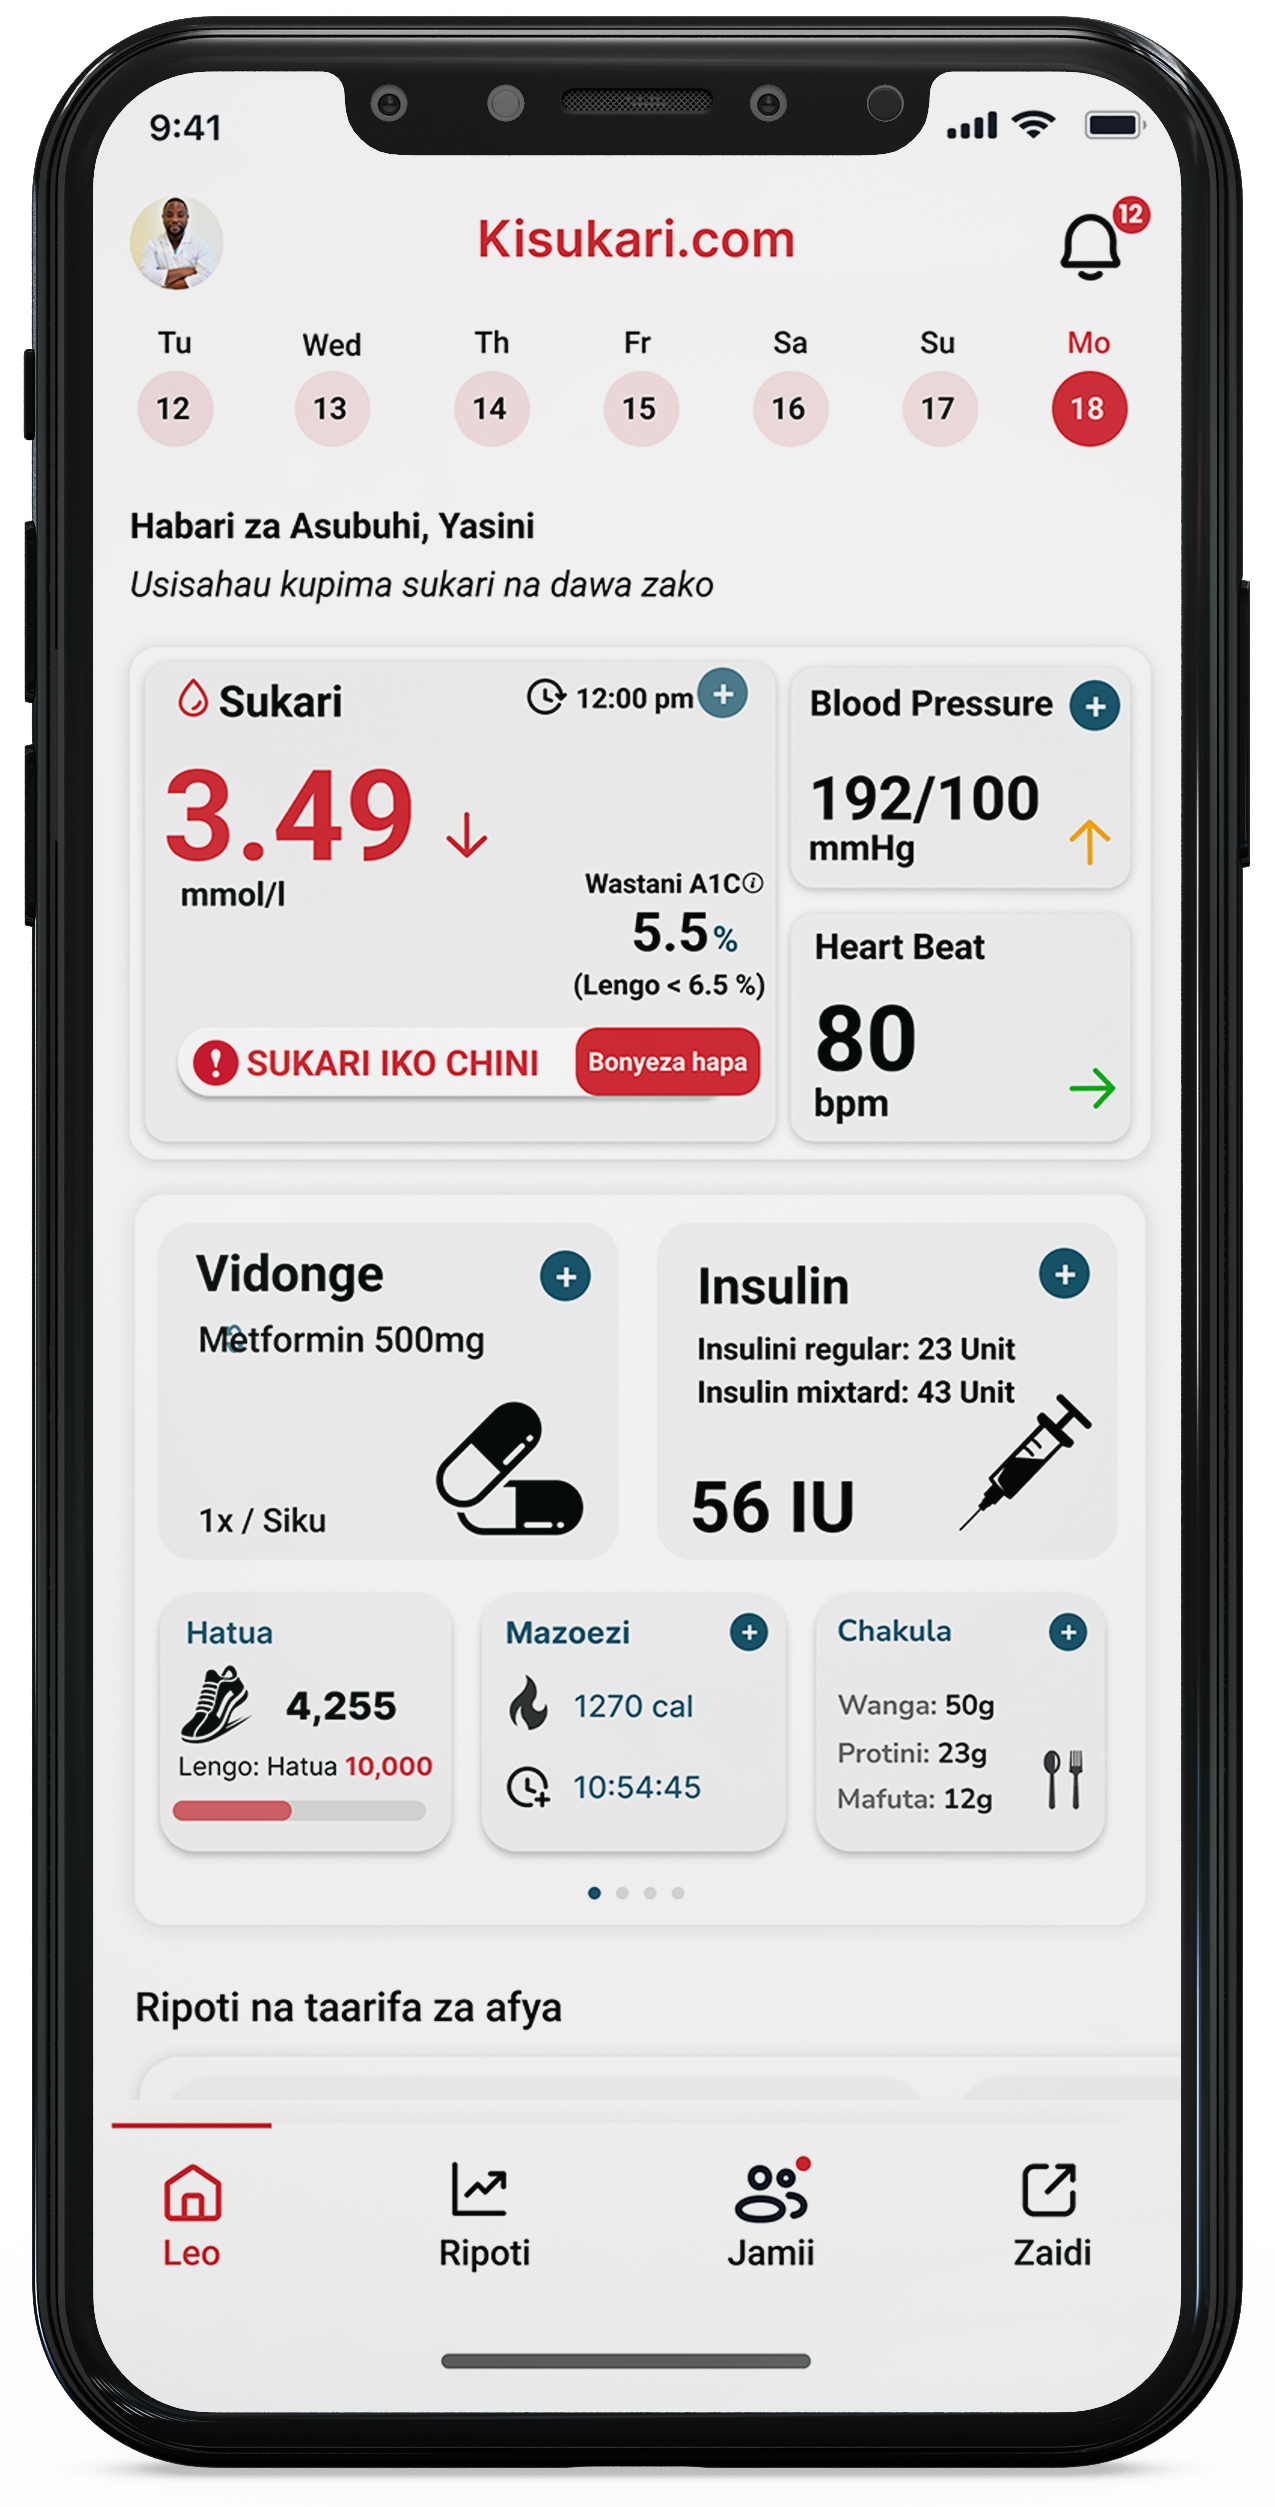 9:41
Kisukari.com
12
Tu Wed Th Fr Sa Su Mo
12 13 14 15 16 17 18
Habari za Asubuhi, Yasini
Usisahau kupima sukari na dawa zako
Sukari
12:00 pm
3.49
mmol/l
Wastani A1C
5.5%
(Lengo < 6.5 %)
SUKARI IKO CHINI
Bonyeza hapa
Blood Pressure
192/100
mmHg
Heart Beat
80
bpm
Vidonge
Metformin 500mg
1x / Siku
Insulin
Insulini regular: 23 Unit
Insulin mixtard: 43 Unit
56 IU
Hatua
4,255
Lengo: Hatua 10,000
Mazoezi
1270 cal
10:54:45
Chakula
Wanga: 50g
Protini: 23g
Mafuta: 12g
Ripoti na taarifa za afya
Leo
Ripoti
Jamii
Zaidi